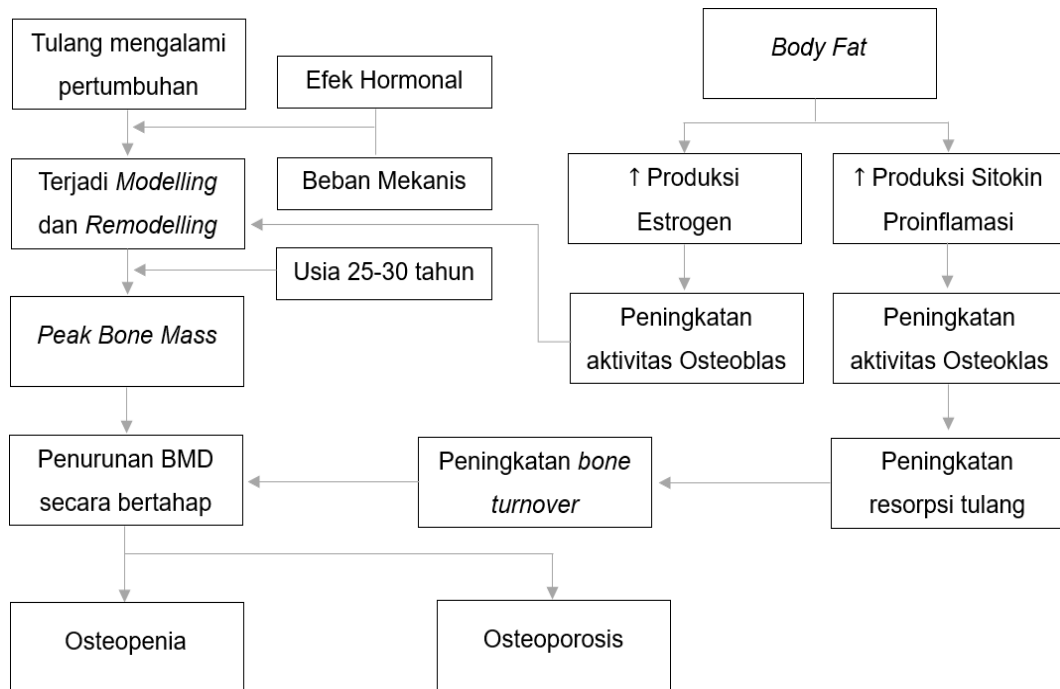 Tulang mengalami
pertumbuhan
Efek Hormonal
Body Fat
Terjadi Modelling
dan Remodelling
Beban Mekanis
↑ Produksi
Estrogen
↑ Produksi Sitokin
Proinflamasi
Usia 25-30 tahun
Peak Bone Mass
Peningkatan
aktivitas Osteoblas
Peningkatan
aktivitas Osteoklas
Penurunan BMD
secara bertahap
Peningkatan bone
turnover
Peningkatan
resorpsi tulang
Osteopenia
Osteoporosis